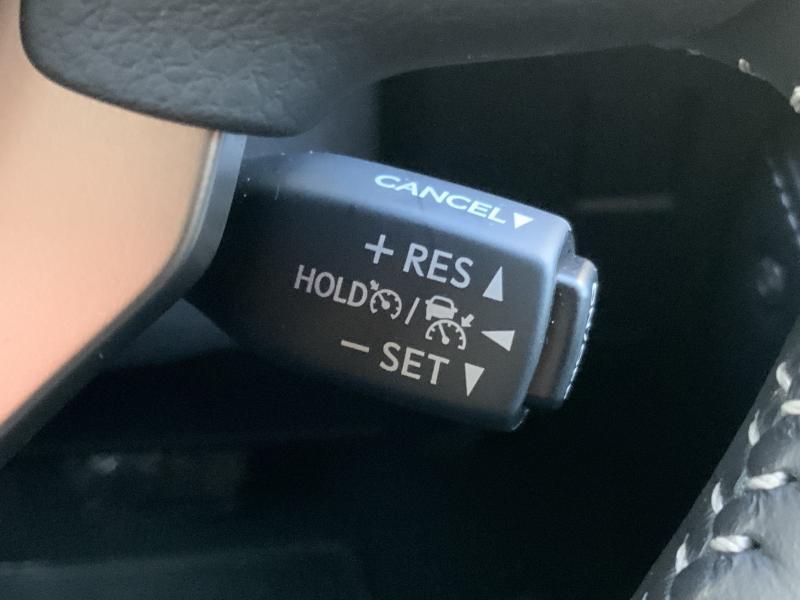 CANCEL▼
+ RES ▲
HOLD / ◀
− SET ▼